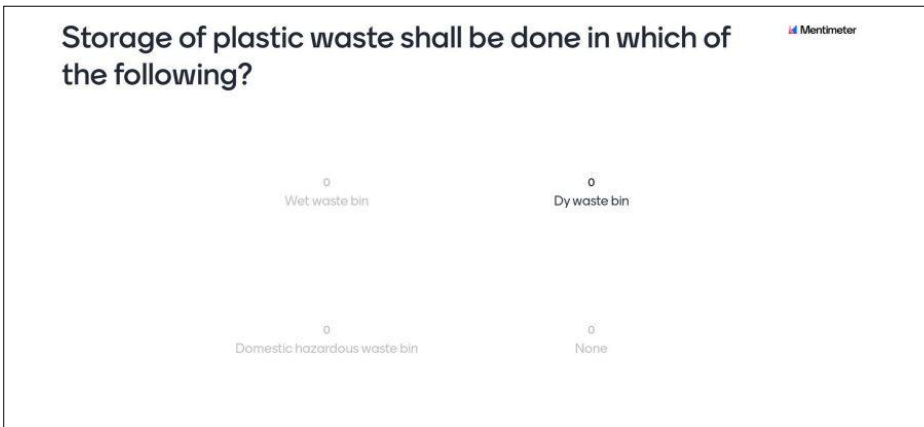 Storage of plastic waste shall be done in which of
the following?
Mentimeter
0
Wet waste bin
0
Dy waste bin
0
Domestic hazardous waste bin
0
None